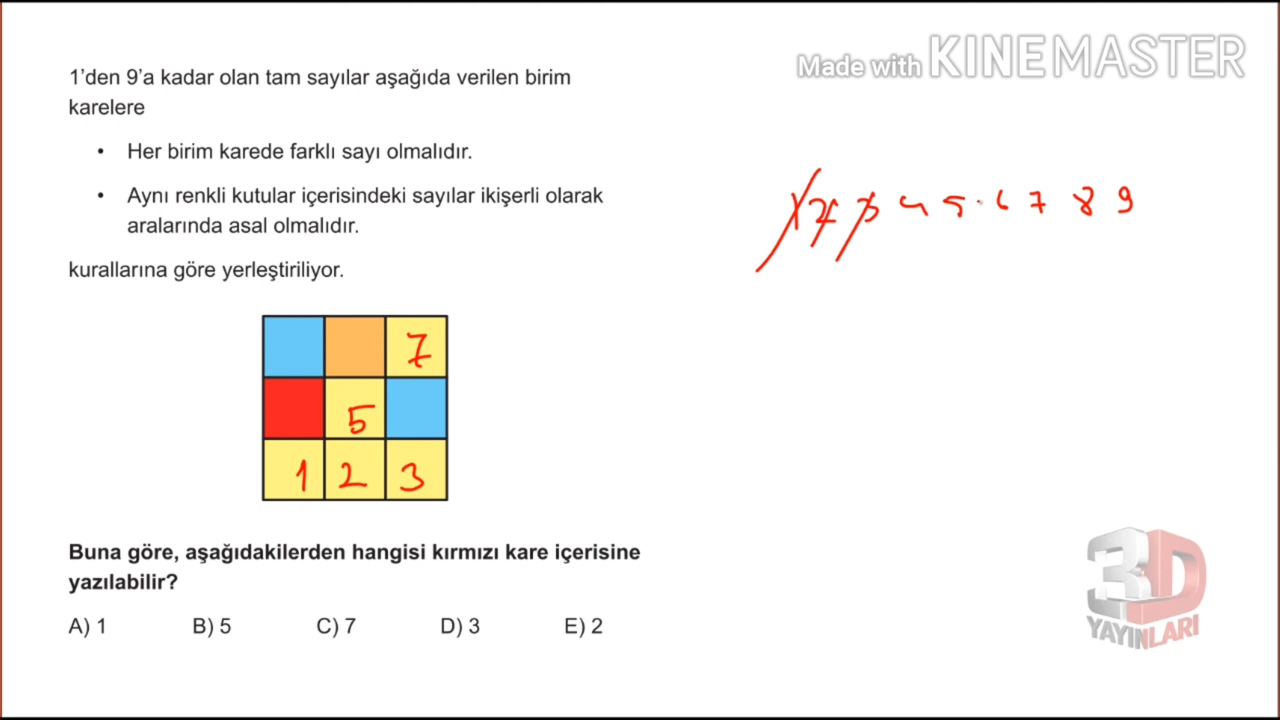 Made with KINEMASTER
1'den 9'a kadar olan tam sayılar aşağıda verilen birim
karelere
• Her birim karede farklı sayı olmalıdır.
• Aynı renkli kutular içerisindeki sayılar ikişerli olarak
aralarında asal olmalıdır.
kurallarına göre yerleştiriliyor.
1 2 3 4 5 6 7 8 9
7
5
1 2 3
Buna göre, aşağıdakilerden hangisi kırmızı kare içerisine
yazılabilir?
A) 1 B) 5 C) 7 D) 3 E) 2
3D
YAYINLARI